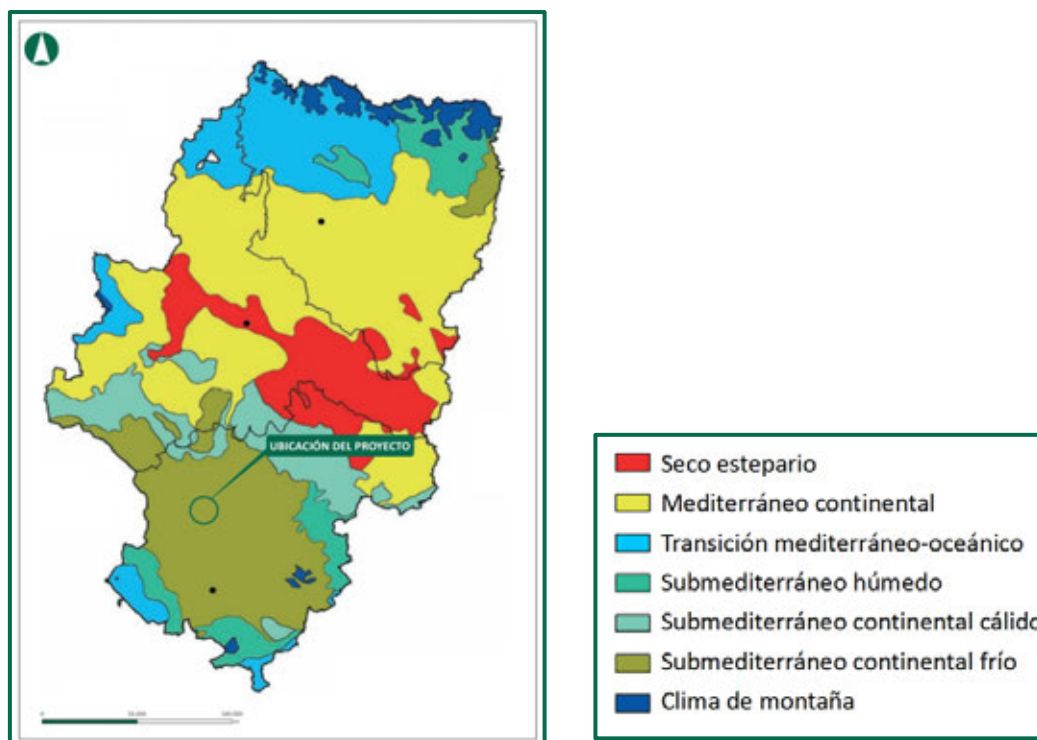 UBICACIÓN DEL PROYECTO
0
Seco estepario
Mediterráneo continental
Transición mediterráneo-oceánico
Submediterráneo húmedo
Submediterráneo continental cálido
Submediterráneo continental frío
Clima de montaña